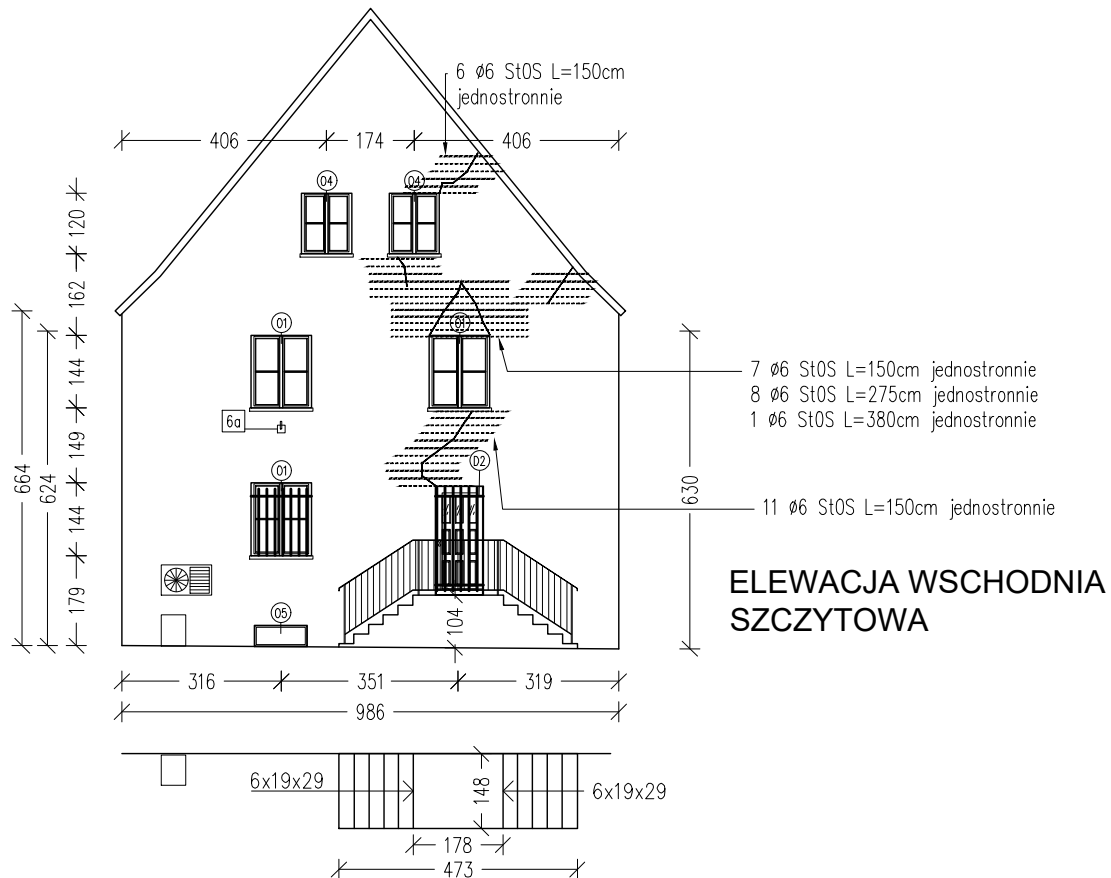 6 ø6 St0S L=150cm
jednostronnie
406 174 406
04 04
120
162
144
149
144
179
664
624
01 01
6a
01
D2
05
104
630
7 ø6 St0S L=150cm jednostronnie
8 ø6 St0S L=275cm jednostronnie
1 ø6 St0S L=380cm jednostronnie
11 ø6 St0S L=150cm jednostronnie
ELEWACJA WSCHODNIA
SZCZYTOWA
316 351 319
986
6x19x29 148 6x19x29
178
473